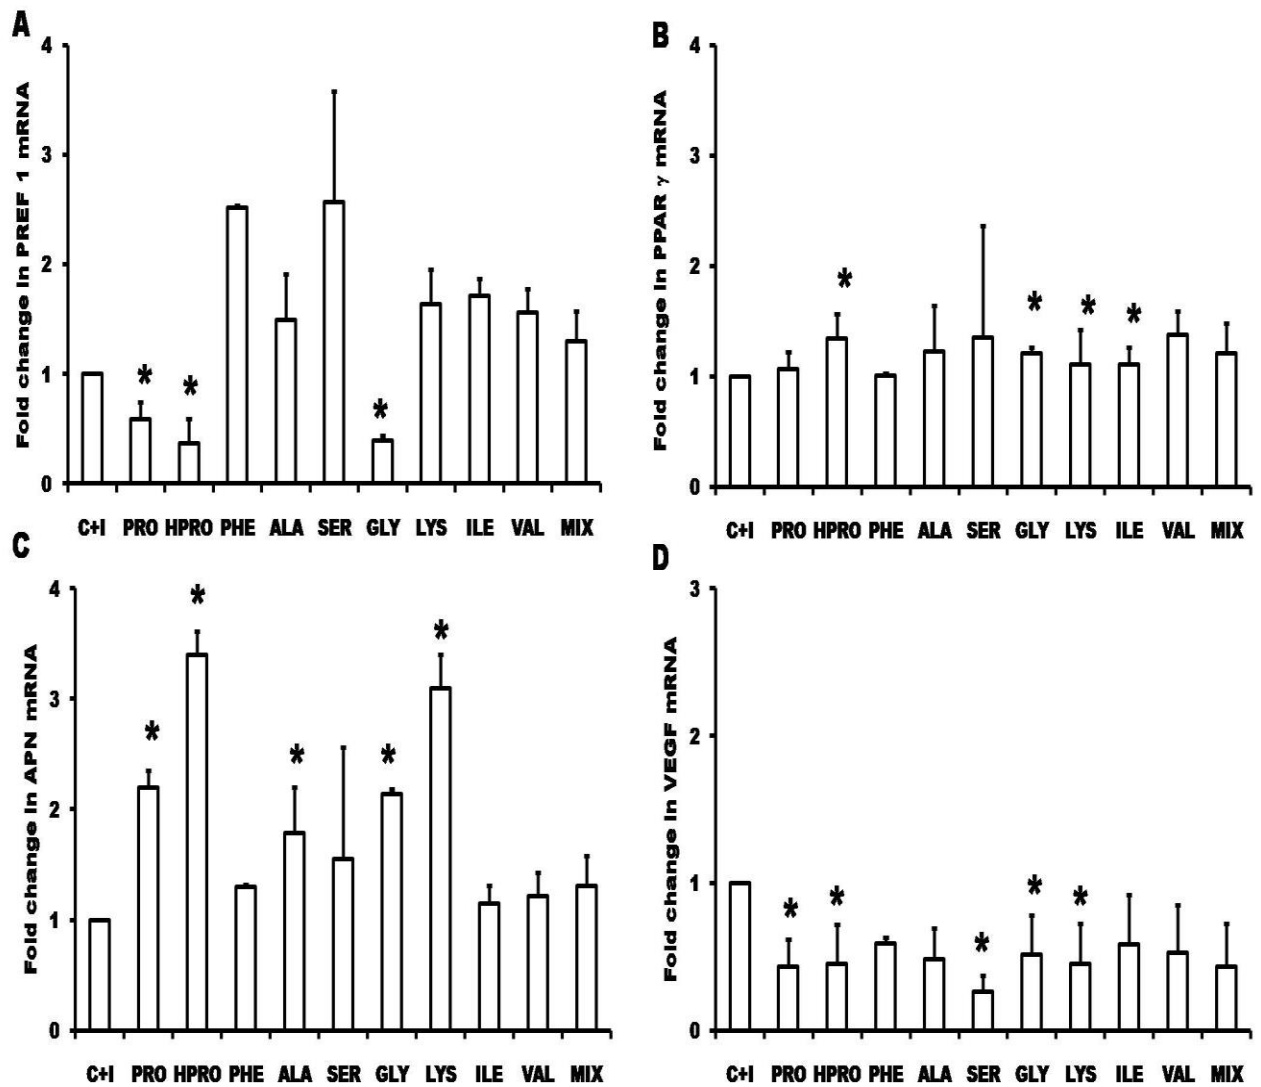 A
Fold change in PREF 1 mRNA
4
3
2
1
0
* * *
C+I PRO HPRO PHE ALA SER GLY LYS ILE VAL MIX
B
Fold change in PPAR γ mRNA
4
3
2
1
0
* * * *
C+I PRO HPRO PHE ALA SER GLY LYS ILE VAL MIX
C
Fold change in APN mRNA
4
3
2
1
0
* * * * *
C+I PRO HPRO PHE ALA SER GLY LYS ILE VAL MIX
D
Fold change in VEGF mRNA
3
2
1
0
* * * * *
C+I PRO HPRO PHE ALA SER GLY LYS ILE VAL MIX